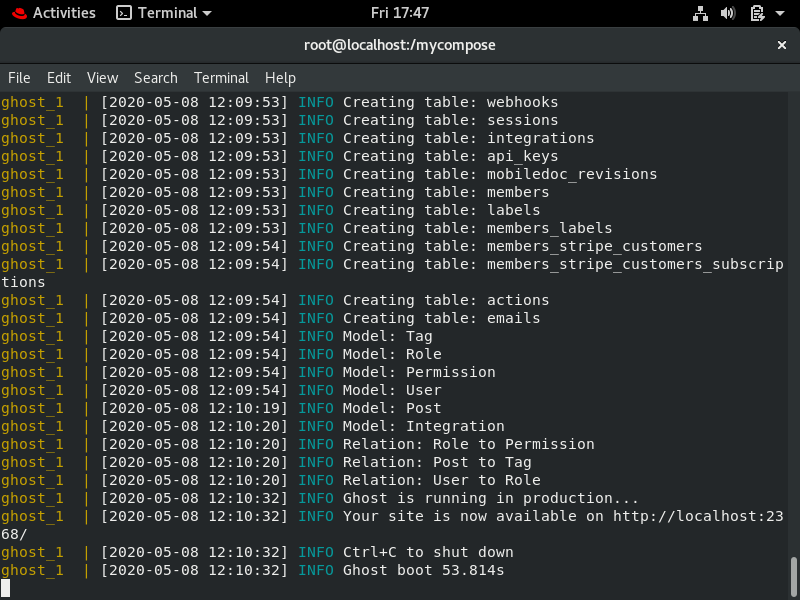 Activities Terminal Fri 17:47
root@localhost:/mycompose ×
File Edit View Search Terminal Help
ghost_1  | [2020-05-08 12:09:53] INFO Creating table: webhooks
ghost_1  | [2020-05-08 12:09:53] INFO Creating table: sessions
ghost_1  | [2020-05-08 12:09:53] INFO Creating table: integrations
ghost_1  | [2020-05-08 12:09:53] INFO Creating table: api_keys
ghost_1  | [2020-05-08 12:09:53] INFO Creating table: mobiledoc_revisions
ghost_1  | [2020-05-08 12:09:53] INFO Creating table: members
ghost_1  | [2020-05-08 12:09:53] INFO Creating table: labels
ghost_1  | [2020-05-08 12:09:53] INFO Creating table: members_labels
ghost_1  | [2020-05-08 12:09:54] INFO Creating table: members_stripe_customers
ghost_1  | [2020-05-08 12:09:54] INFO Creating table: members_stripe_customers_subscrip
tions
ghost_1  | [2020-05-08 12:09:54] INFO Creating table: actions
ghost_1  | [2020-05-08 12:09:54] INFO Creating table: emails
ghost_1  | [2020-05-08 12:09:54] INFO Model: Tag
ghost_1  | [2020-05-08 12:09:54] INFO Model: Role
ghost_1  | [2020-05-08 12:09:54] INFO Model: Permission
ghost_1  | [2020-05-08 12:09:54] INFO Model: User
ghost_1  | [2020-05-08 12:10:19] INFO Model: Post
ghost_1  | [2020-05-08 12:10:20] INFO Model: Integration
ghost_1  | [2020-05-08 12:10:20] INFO Relation: Role to Permission
ghost_1  | [2020-05-08 12:10:20] INFO Relation: Post to Tag
ghost_1  | [2020-05-08 12:10:20] INFO Relation: User to Role
ghost_1  | [2020-05-08 12:10:32] INFO Ghost is running in production...
ghost_1  | [2020-05-08 12:10:32] INFO Your site is now available on http://localhost:23
68/
ghost_1  | [2020-05-08 12:10:32] INFO Ctrl+C to shut down
ghost_1  | [2020-05-08 12:10:32] INFO Ghost boot 53.814s